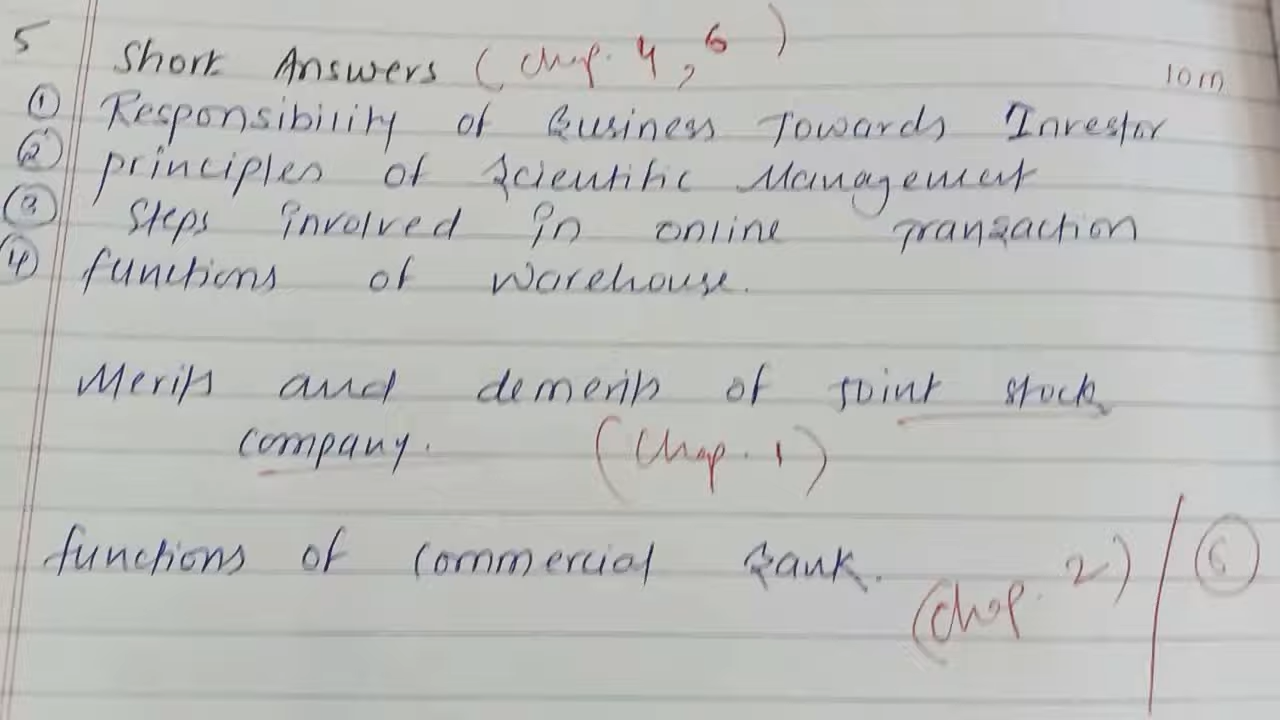 5 Short Answers (Chap. 4, 6)
10m
① Responsibility of Business Towards Investor
② principles of Scientific Management
③ Steps involved in online Transaction
④ functions of warehouse.
Merits and demerits of Joint stock
company. (Chap. 1)
functions of commercial Bank.
(Chap. 2) 6